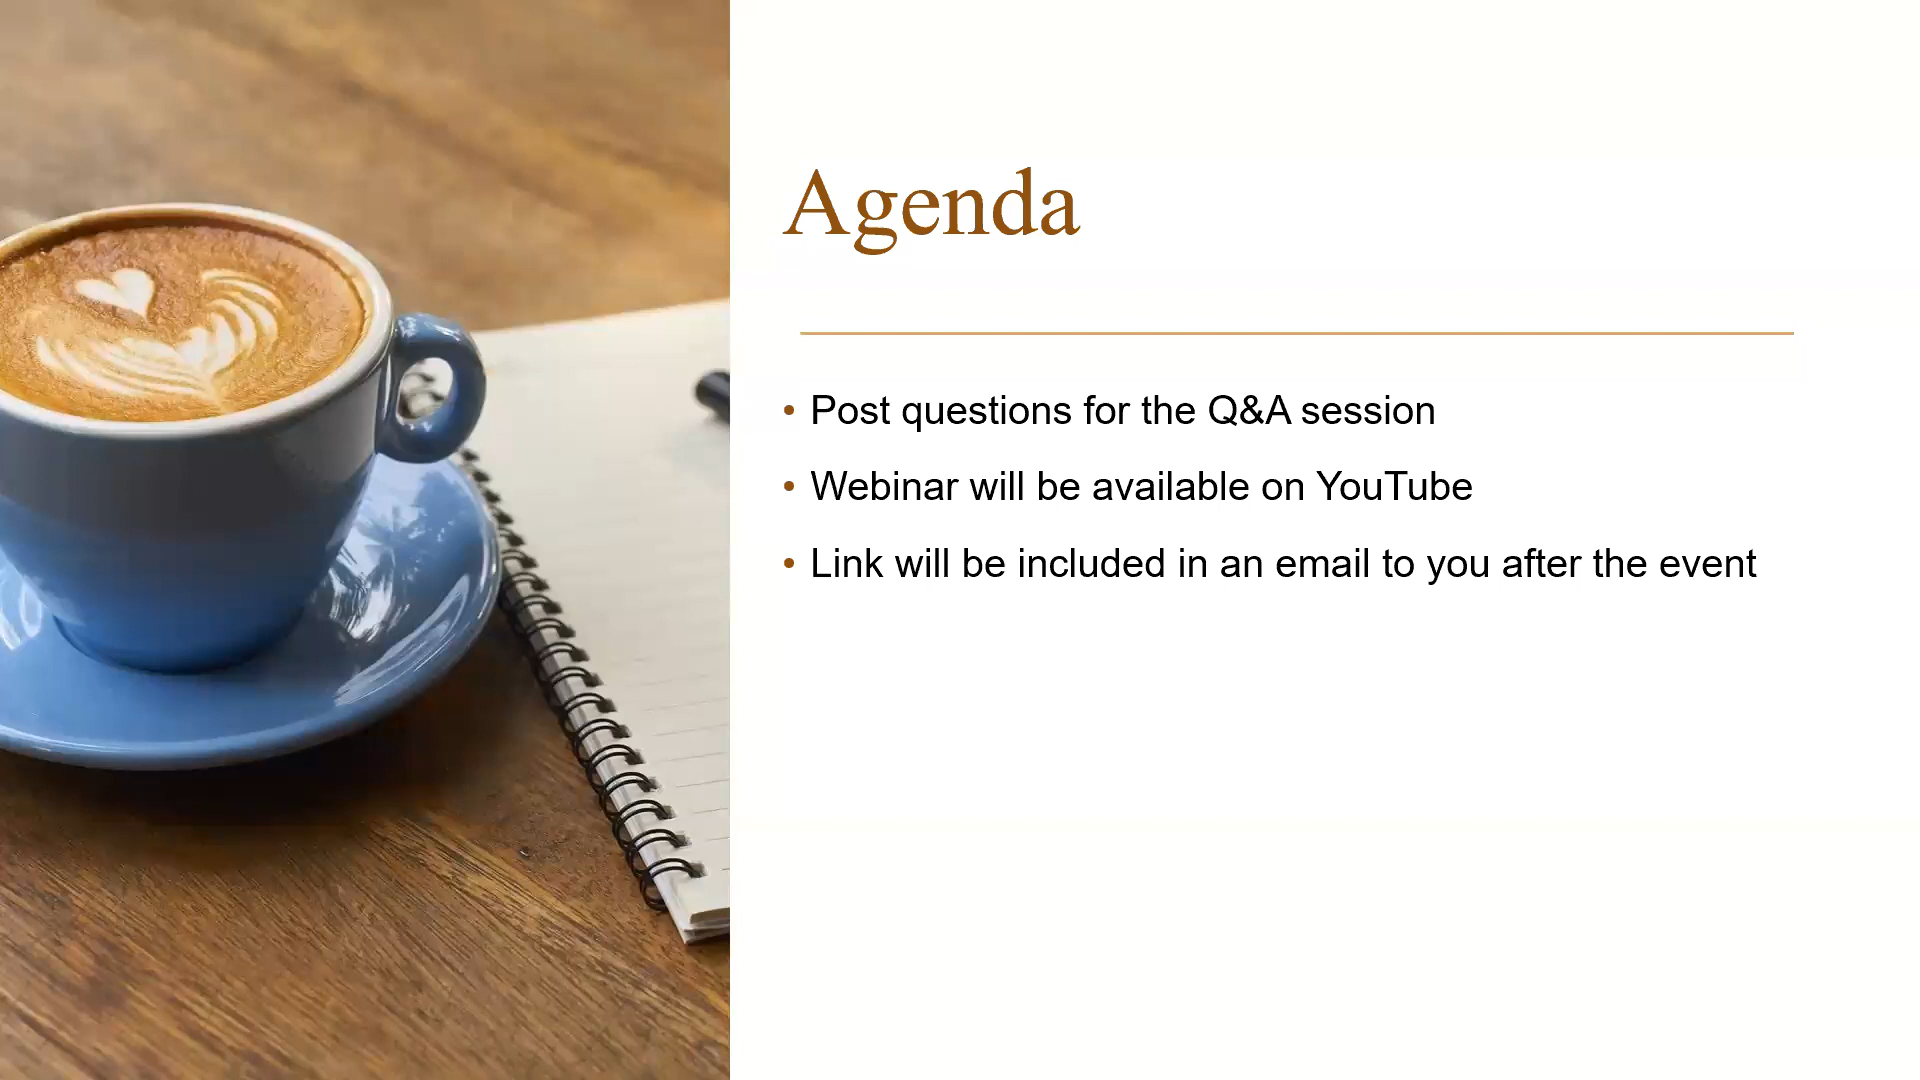 Agenda
• Post questions for the Q&A session
• Webinar will be available on YouTube
• Link will be included in an email to you after the event